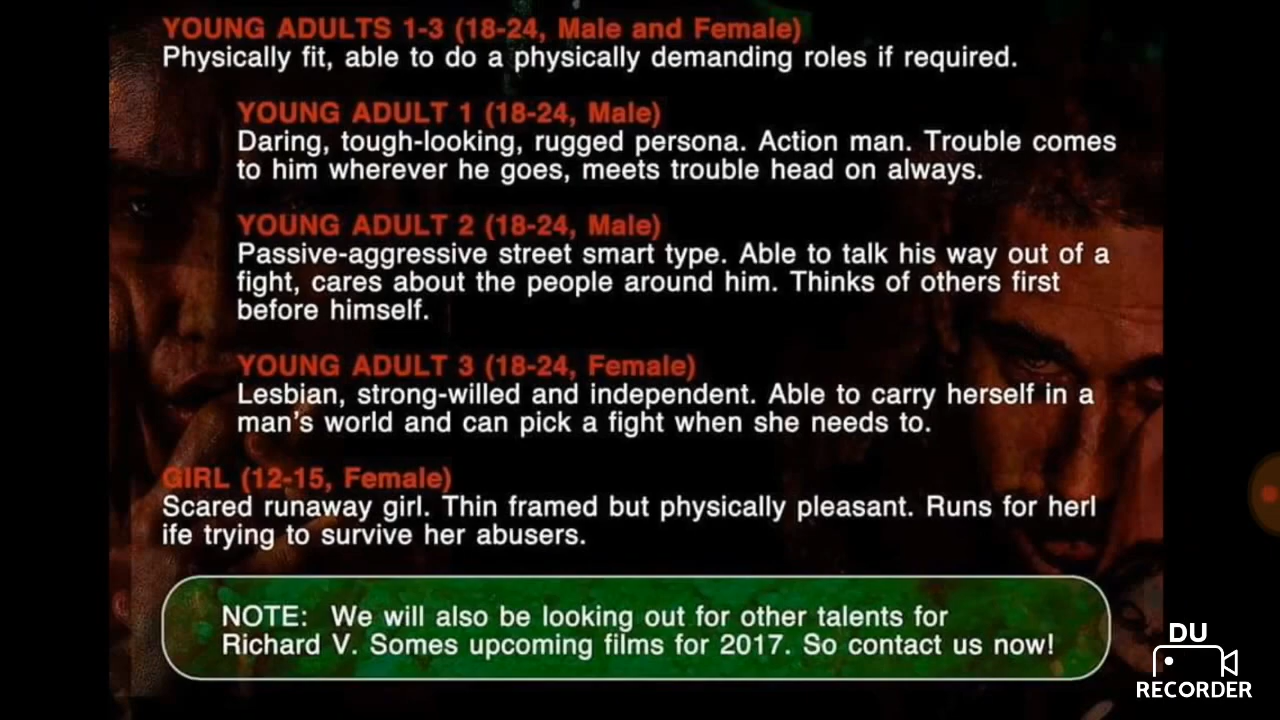 YOUNG ADULTS 1-3 (18-24, Male and Female)
Physically fit, able to do a physically demanding roles if required.
YOUNG ADULT 1 (18-24, Male)
Daring, tough-looking, rugged persona. Action man. Trouble comes
to him wherever he goes, meets trouble head on always.
YOUNG ADULT 2 (18-24, Male)
Passive-aggressive street smart type. Able to talk his way out of a
fight, cares about the people around him. Thinks of others first
before himself.
YOUNG ADULT 3 (18-24, Female)
Lesbian, strong-willed and independent. Able to carry herself in a
man's world and can pick a fight when she needs to.
GIRL (12-15, Female)
Scared runaway girl. Thin framed but physically pleasant. Runs for herl
ife trying to survive her abusers.
NOTE: We will also be looking out for other talents for
Richard V. Somes upcoming films for 2017. So contact us now!
DU
RECORDER